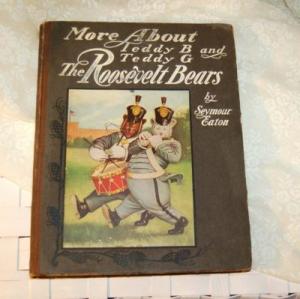 More About
Teddy B and
Teddy G
The Roosevelt Bears
by
Seymour
Eaton